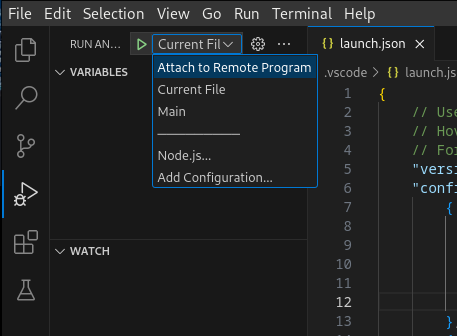 File Edit Selection View Go Run Terminal Help
RUN AN... Current Fil ...
launch.json
Attach to Remote Program
Current File
Main
Node.js...
Add Configuration...
VARIABLES
WATCH
.vscode > launch.js
1 {
2 // Use
3 // Hov
4 // For
5 "vers
6 "confi
7 {
8
9
10
11
12
13 }